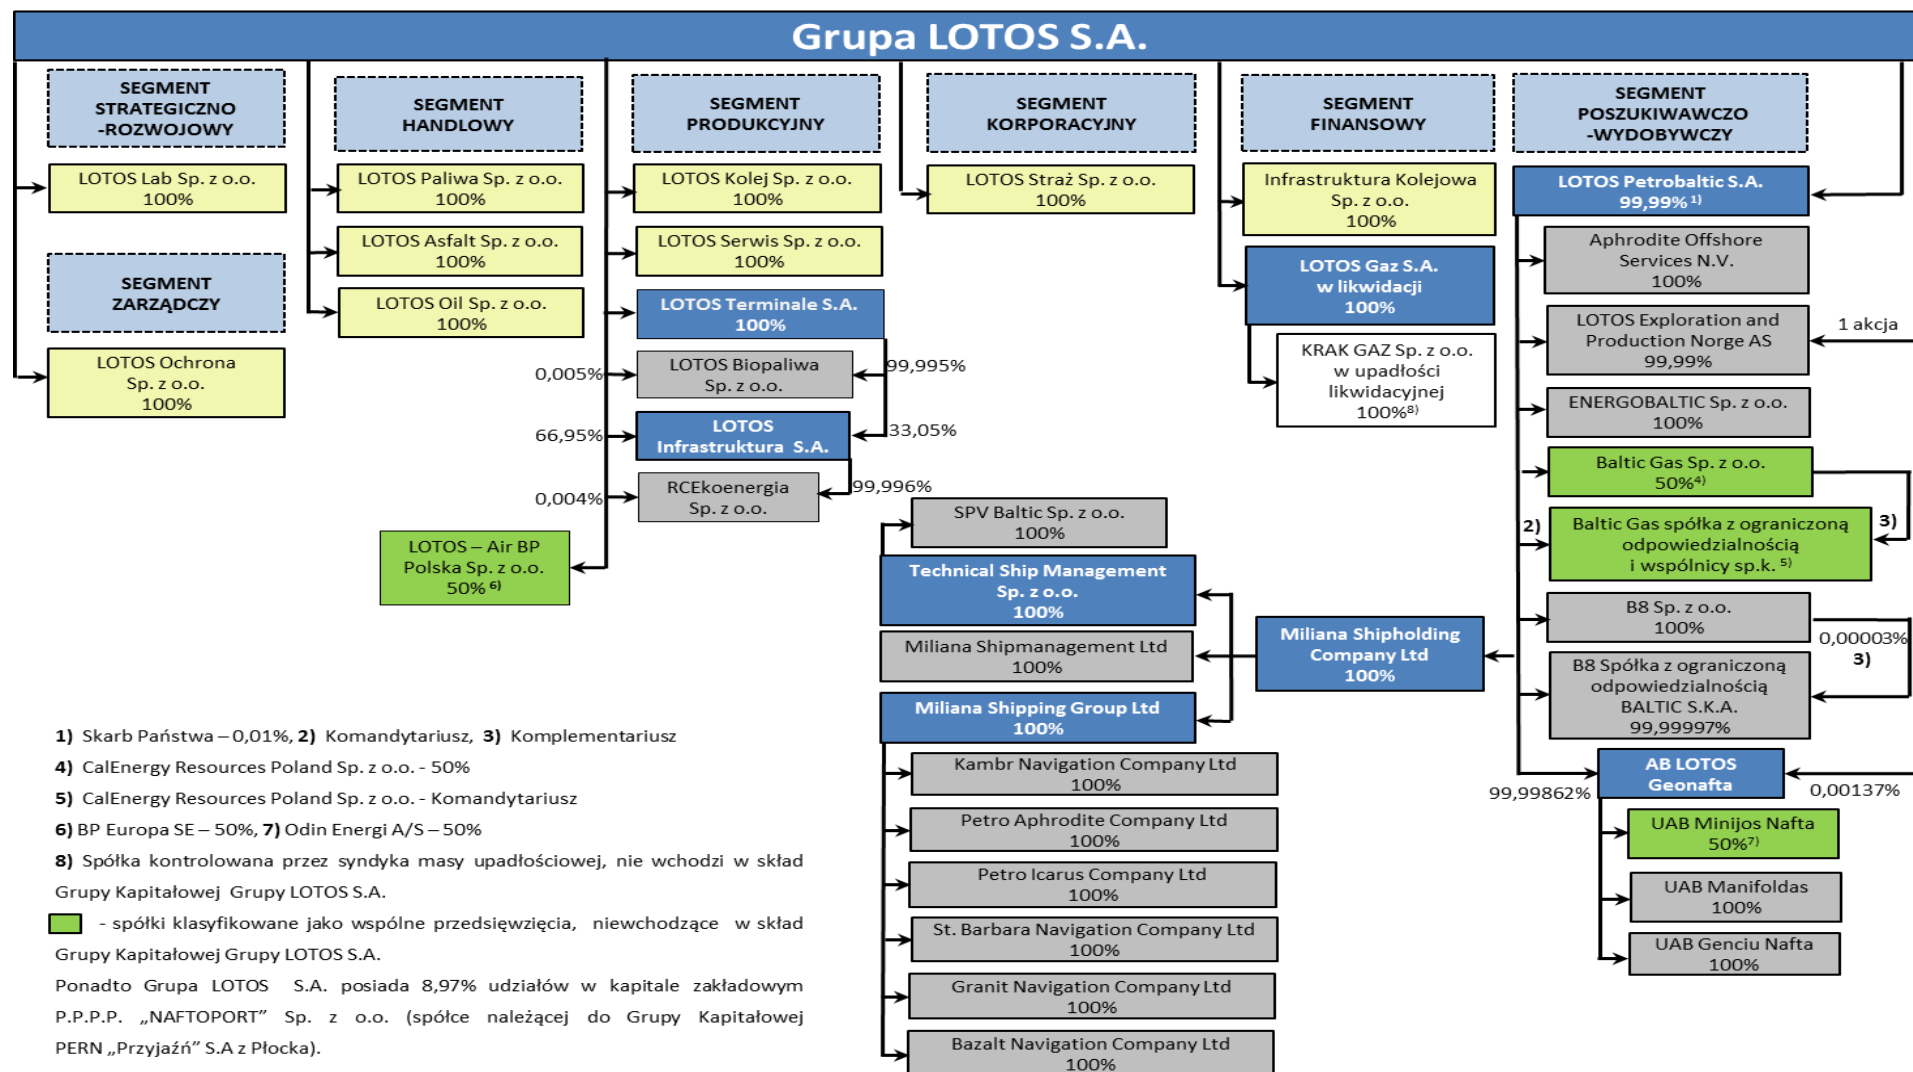 Grupa LOTOS S.A.
SEGMENT
STRATEGICZNO
-ROZWOJOWY
LOTOS Lab Sp. z o.o.
100%
SEGMENT
ZARZĄDCZY
LOTOS Ochrona
Sp. z o.o.
100%
SEGMENT
HANDLOWY
LOTOS Paliwa Sp. z o.o.
100%
LOTOS Asfalt Sp. z o.o.
100%
LOTOS Oil Sp. z o.o.
100%
SEGMENT
PRODUKCYJNY
LOTOS Kolej Sp. z o.o.
100%
LOTOS Serwis Sp. z o.o.
100%
LOTOS Terminale S.A.
100%
0,005%
LOTOS Biopaliwa
Sp. z o.o.
99,995%
66,95%
LOTOS
Infrastruktura S.A.
33,05%
0,004%
RCEkoenergia
Sp. z o.o.
99,996%
LOTOS – Air BP
Polska Sp. z o.o.
50% 6)
SEGMENT
KORPORACYJNY
LOTOS Straż Sp. z o.o.
100%
SEGMENT
FINANSOWY
Infrastruktura Kolejowa
Sp. z o.o.
100%
LOTOS Gaz S.A.
w likwidacji
100%
KRAK GAZ Sp. z o.o.
w upadłości
likwidacyjnej
100%8)
SEGMENT
POSZUKIWAWCZO
-WYDOBYWCZY
LOTOS Petrobaltic S.A.
99,99% 1)
Aphrodite Offshore
Services N.V.
100%
LOTOS Exploration and
Production Norge AS
99,99%
1 akcja
ENERGOBALTIC Sp. z o.o.
100%
Baltic Gas Sp. z o.o.
50%4)
2)
Baltic Gas spółka z ograniczoną
odpowiedzialnością
i wspólnicy sp.k. 5)
3)
B8 Sp. z o.o.
100%
0,00003%
3)
B8 Spółka z ograniczoną
odpowiedzialnością
BALTIC S.K.A.
99,99997%
AB LOTOS
Geonafta
99,99862%
0,00137%
UAB Minijos Nafta
50%7)
UAB Manifoldas
100%
UAB Genciu Nafta
100%
Miliana Shipholding
Company Ltd
100%
SPV Baltic Sp. z o.o.
100%
Technical Ship Management
Sp. z o.o.
100%
Miliana Shipmanagement Ltd
100%
Miliana Shipping Group Ltd
100%
Kambr Navigation Company Ltd
100%
Petro Aphrodite Company Ltd
100%
Petro Icarus Company Ltd
100%
St. Barbara Navigation Company Ltd
100%
Granit Navigation Company Ltd
100%
Bazalt Navigation Company Ltd
100%
1) Skarb Państwa – 0,01%, 2) Komandytariusz, 3) Komplementariusz
4) CalEnergy Resources Poland Sp. z o.o. - 50%
5) CalEnergy Resources Poland Sp. z o.o. - Komandytariusz
6) BP Europa SE – 50%, 7) Odin Energi A/S – 50%
8) Spółka kontrolowana przez syndyka masy upadłościowej, nie wchodzi w skład
Grupy Kapitałowej Grupy LOTOS S.A.
- spółki klasyfikowane jako wspólne przedsięwzięcia, niewchodzące w skład
Grupy Kapitałowej Grupy LOTOS S.A.
Ponadto Grupa LOTOS S.A. posiada 8,97% udziałów w kapitale zakładowym
P.P.P.P. „NAFTOPORT” Sp. z o.o. (spółce należącej do Grupy Kapitałowej
PERN „Przyjaźń” S.A z Płocka).